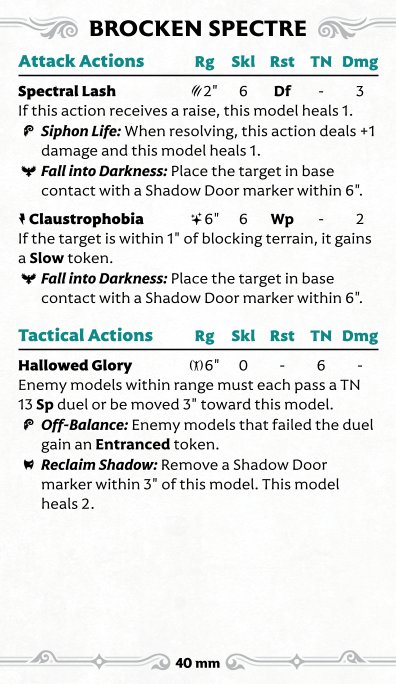 BROCKEN SPECTRE
Attack Actions Rg Skl Rst TN Dmg
Spectral Lash 2" 6 Df - 3
If this action receives a raise, this model heals 1.
Siphon Life: When resolving, this action deals +1
damage and this model heals 1.
Fall into Darkness: Place the target in base
contact with a Shadow Door marker within 6".
Claustrophobia 6" 6 Wp - 2
If the target is within 1" of blocking terrain, it gains
a Slow token.
Fall into Darkness: Place the target in base
contact with a Shadow Door marker within 6".
Tactical Actions Rg Skl Rst TN Dmg
Hallowed Glory 6" 0 - 6 -
Enemy models within range must each pass a TN
13 Sp duel or be moved 3" toward this model.
Off-Balance: Enemy models that failed the duel
gain an Entranced token.
Reclaim Shadow: Remove a Shadow Door
marker within 3" of this model. This model
heals 2.
40 mm